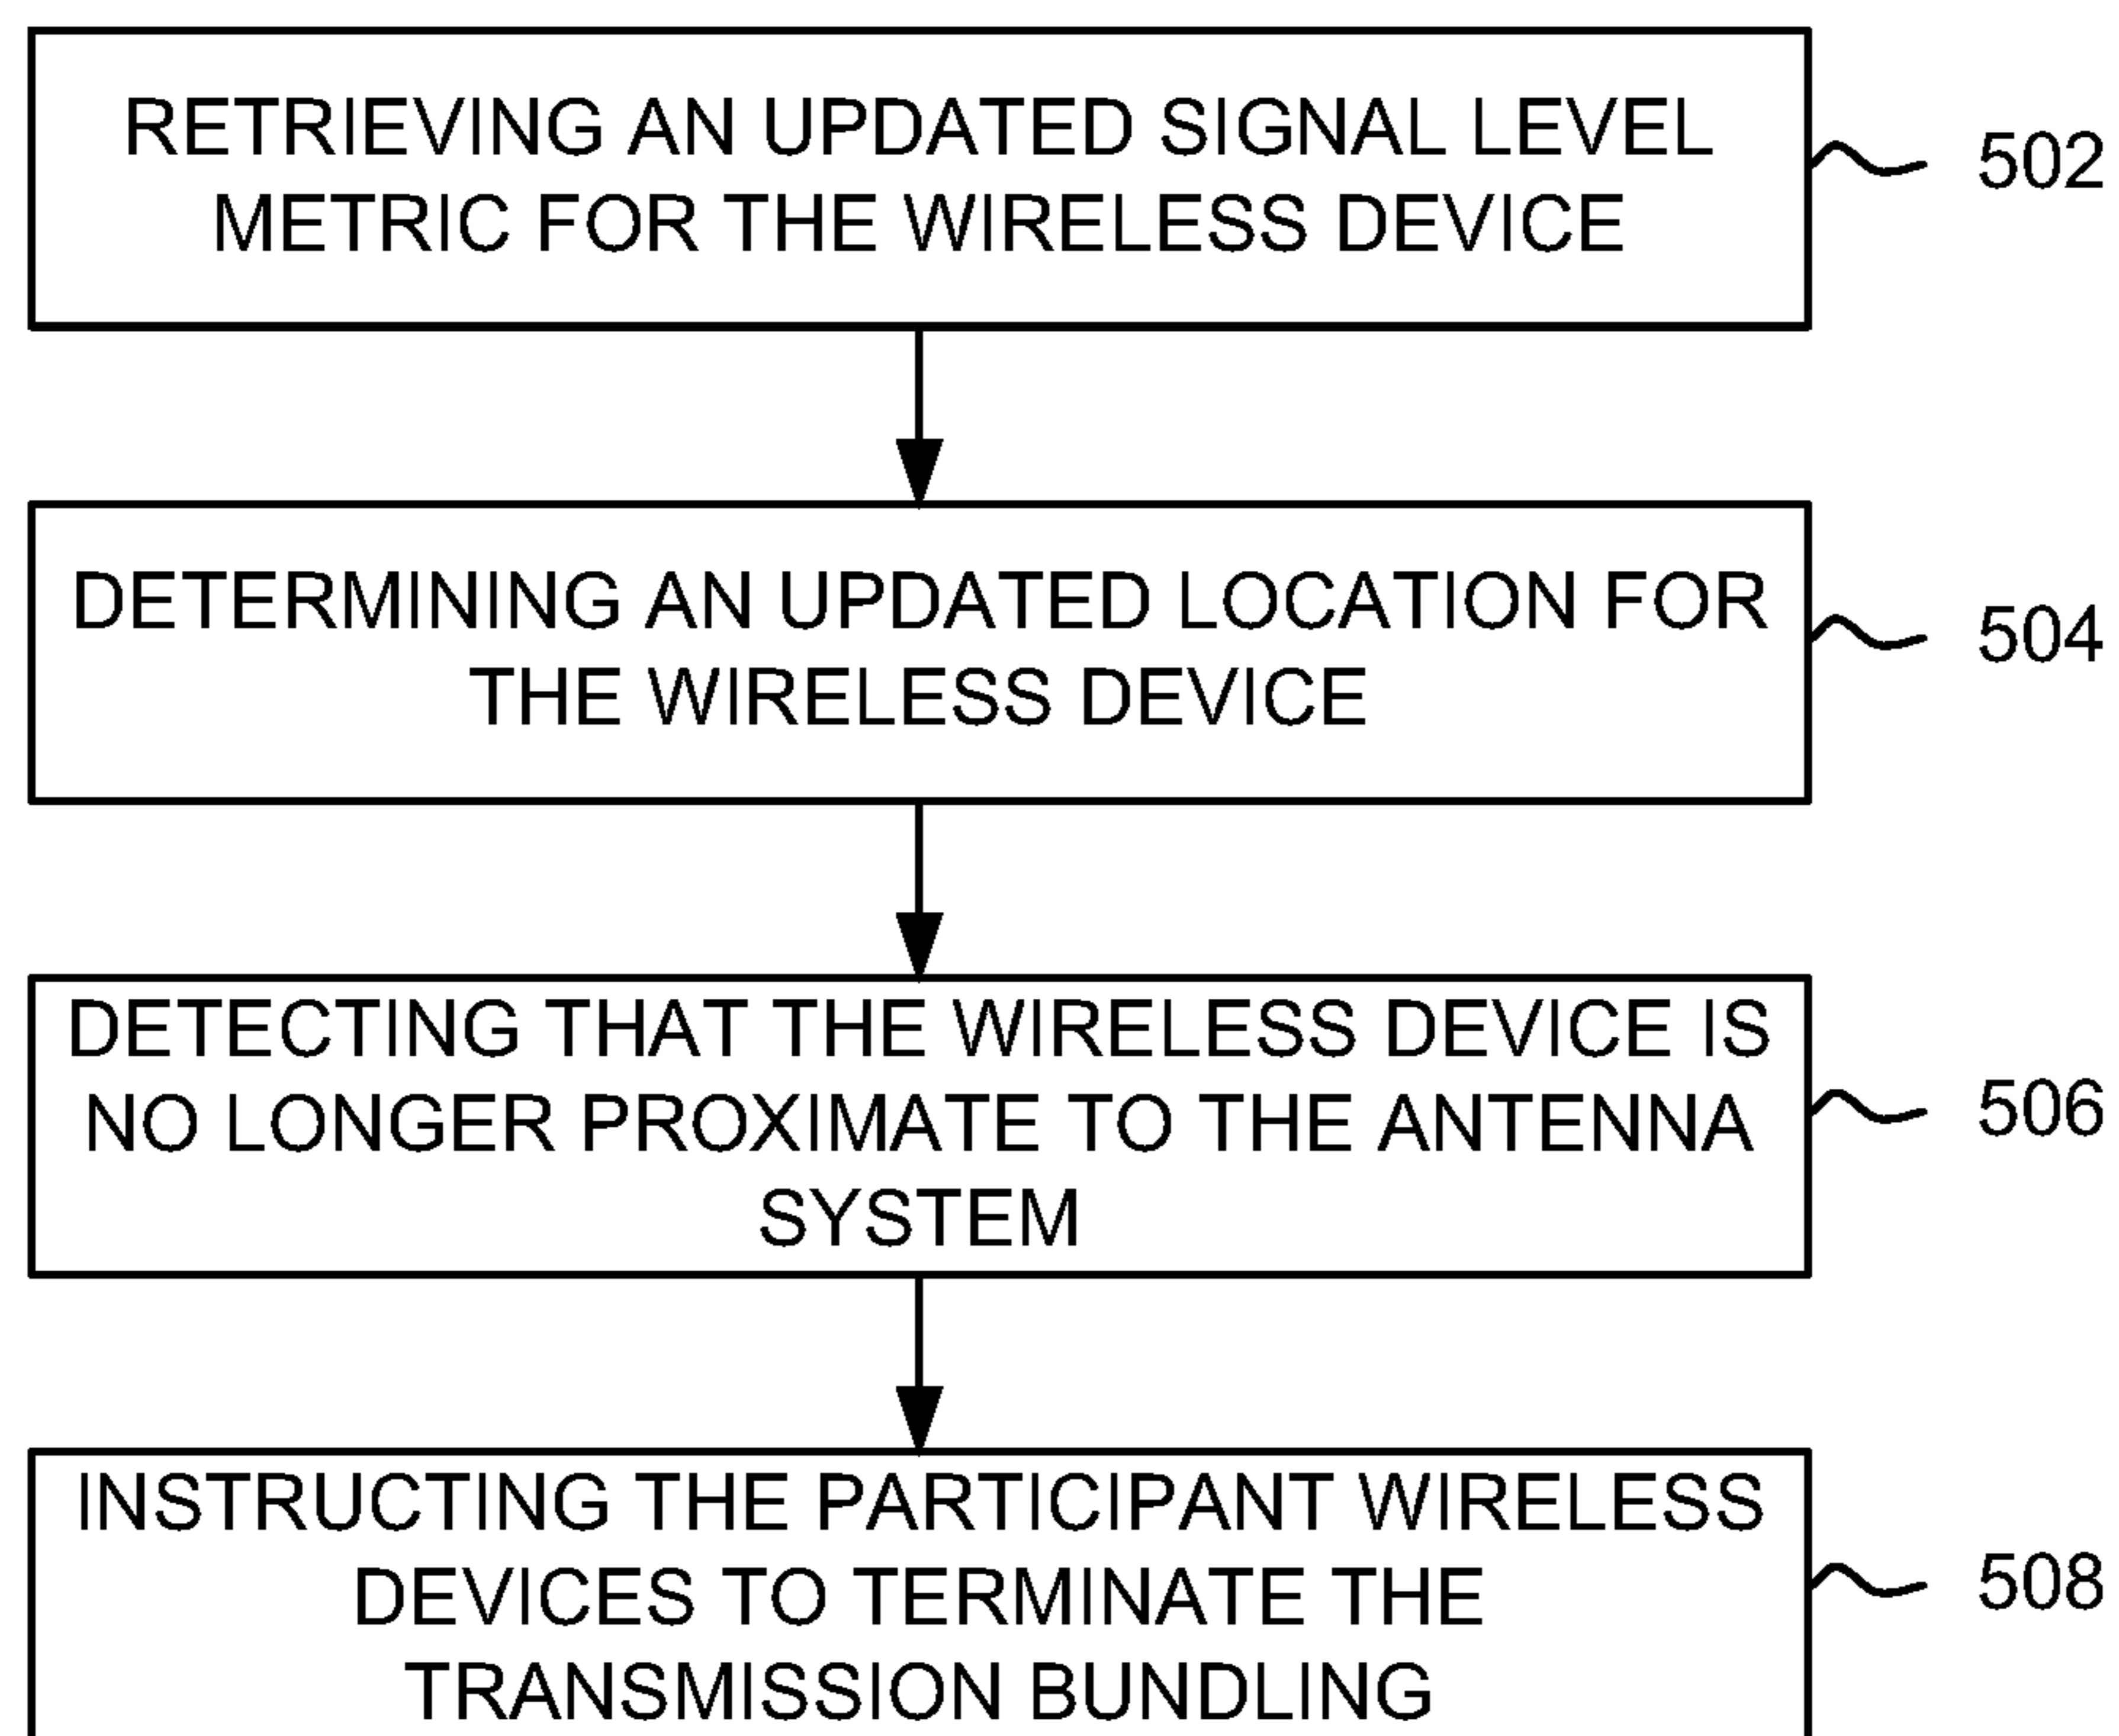 RETRIEVING AN UPDATED SIGNAL LEVEL
METRIC FOR THE WIRELESS DEVICE
502
DETERMINING AN UPDATED LOCATION FOR
THE WIRELESS DEVICE
504
DETECTING THAT THE WIRELESS DEVICE IS
NO LONGER PROXIMATE TO THE ANTENNA
SYSTEM
506
INSTRUCTING THE PARTICIPANT WIRELESS
DEVICES TO TERMINATE THE
TRANSMISSION BUNDLING
508